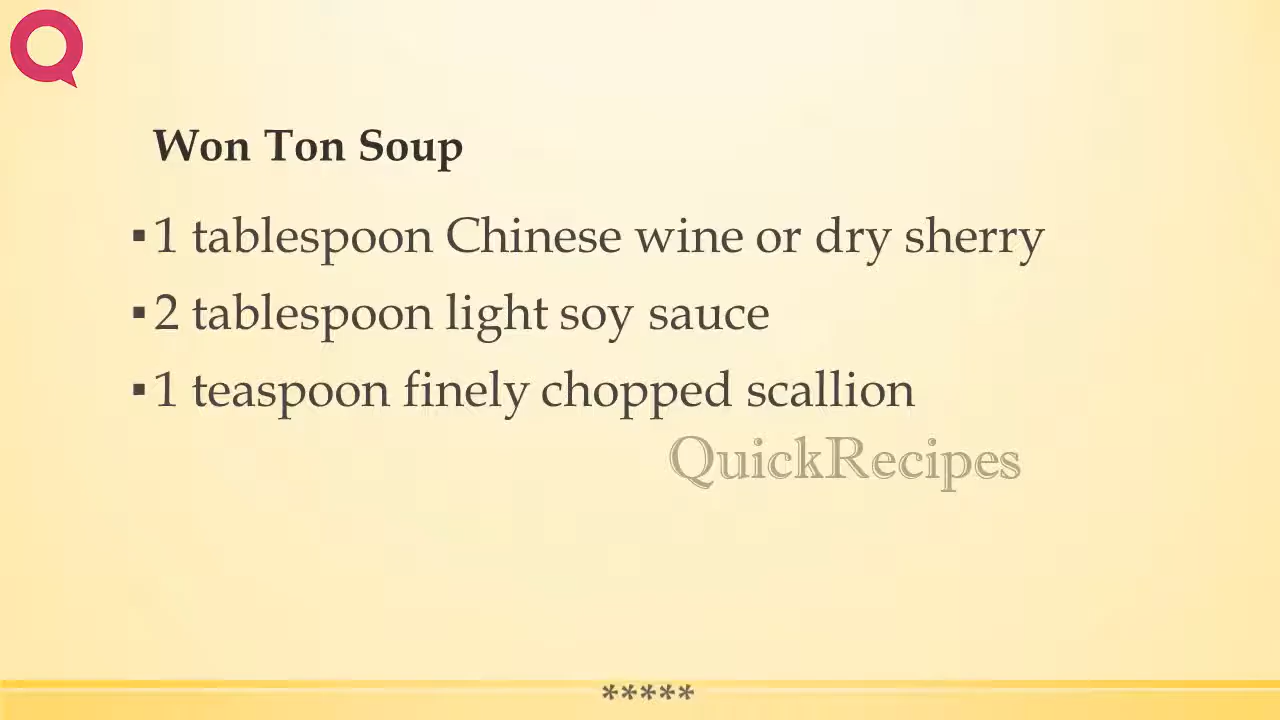 Won Ton Soup
▪1 tablespoon Chinese wine or dry sherry
▪2 tablespoon light soy sauce
▪1 teaspoon finely chopped scallion
QuickRecipes
*****